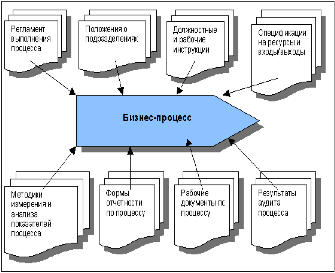 Регламент
выполнения
процесса
Положения о
подразделениях
Должностные
и рабочие
инструкции
Спецификации
на ресурсы и
входы/выходы
Бизнес-процесс
Методики
измерения и
анализа
показателей
процесса
Формы
отчетности
по процессу
Рабочие
документы по
процессу
Результаты
аудита
процесса